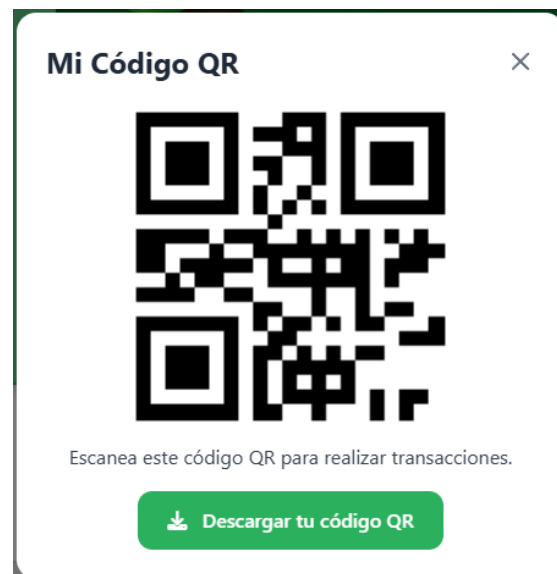 Mi Código QR
Escanea este código QR para realizar transacciones.
Descargar tu código QR